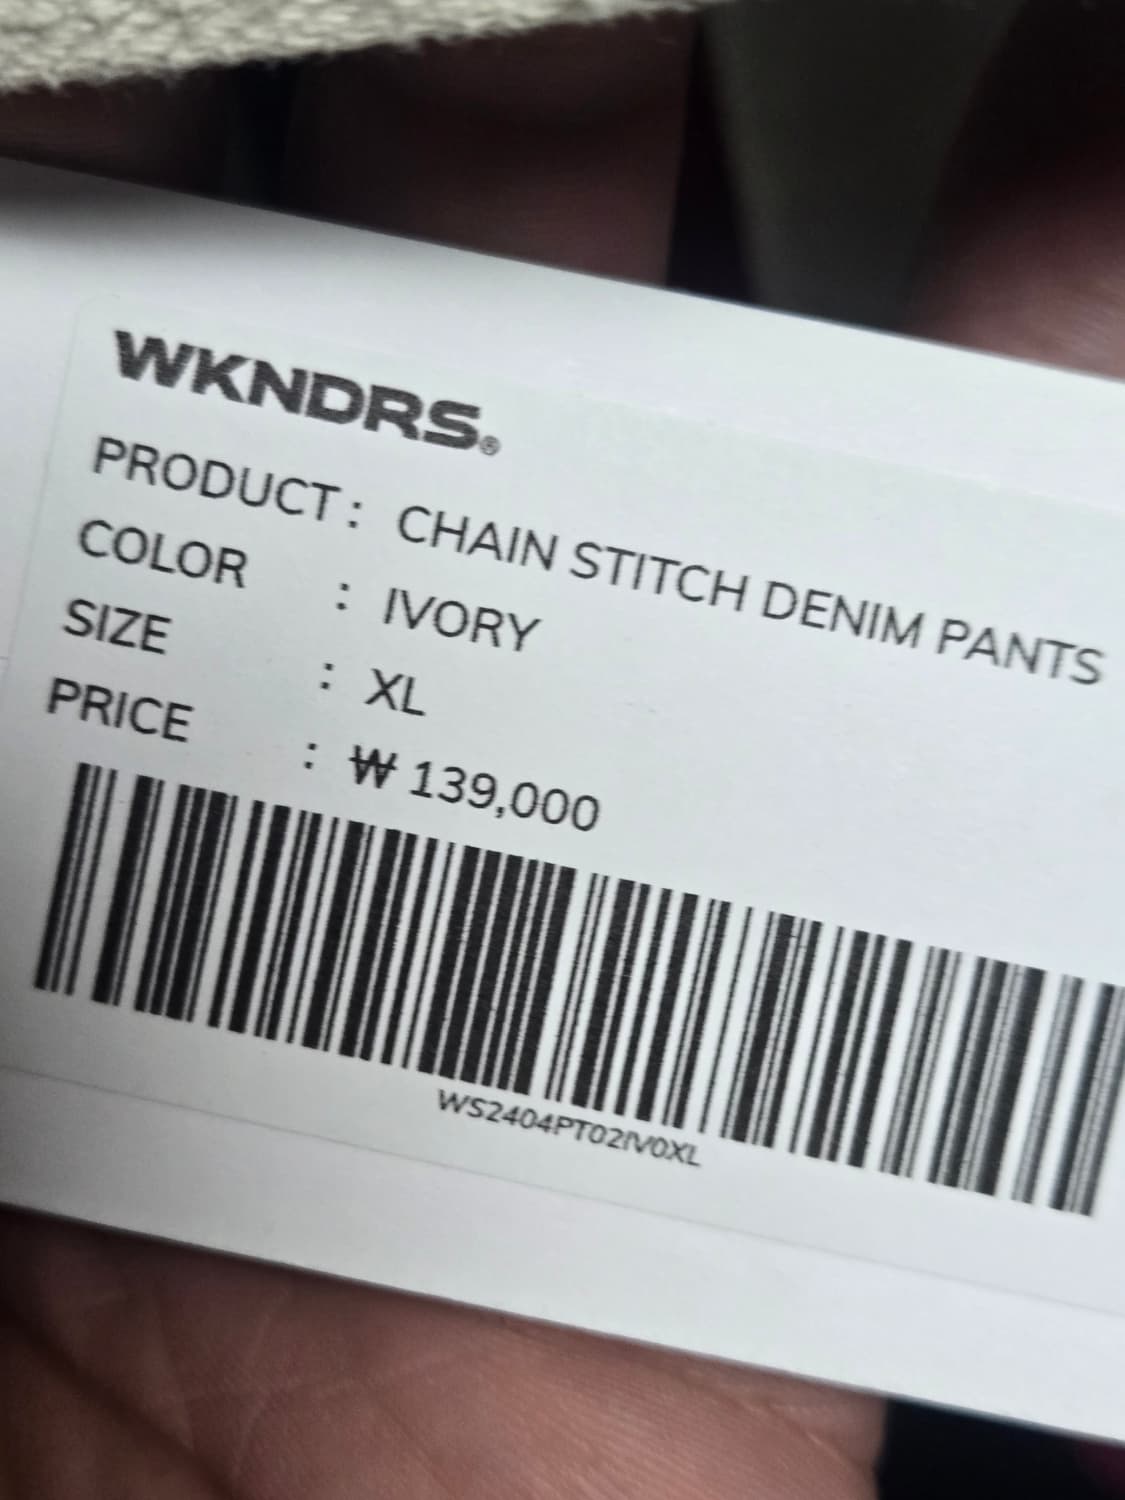 WKNDRS®
PRODUCT : CHAIN STITCH DENIM PANTS
COLOR : IVORY
SIZE : XL
PRICE : ₩ 139,000
WS2404PT02IV0XL